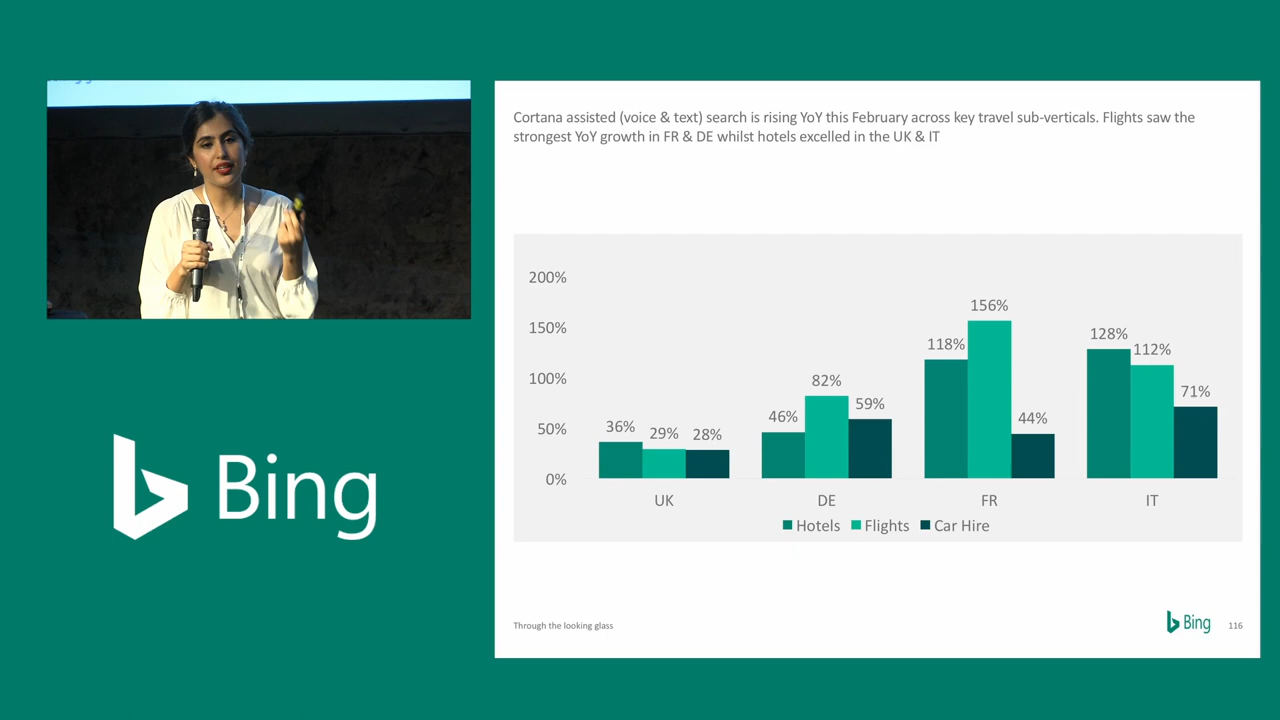 Cortana assisted (voice & text) search is rising YoY this February across key travel sub-verticals. Flights saw the
strongest YoY growth in FR & DE whilst hotels excelled in the UK & IT
200%
150%
100%
50%
0%
36%
29%
28%
46%
82%
59%
118%
156%
44%
128%
112%
71%
UK
DE
FR
IT
Hotels
Flights
Car Hire
Bing
Through the looking glass
Bing
116